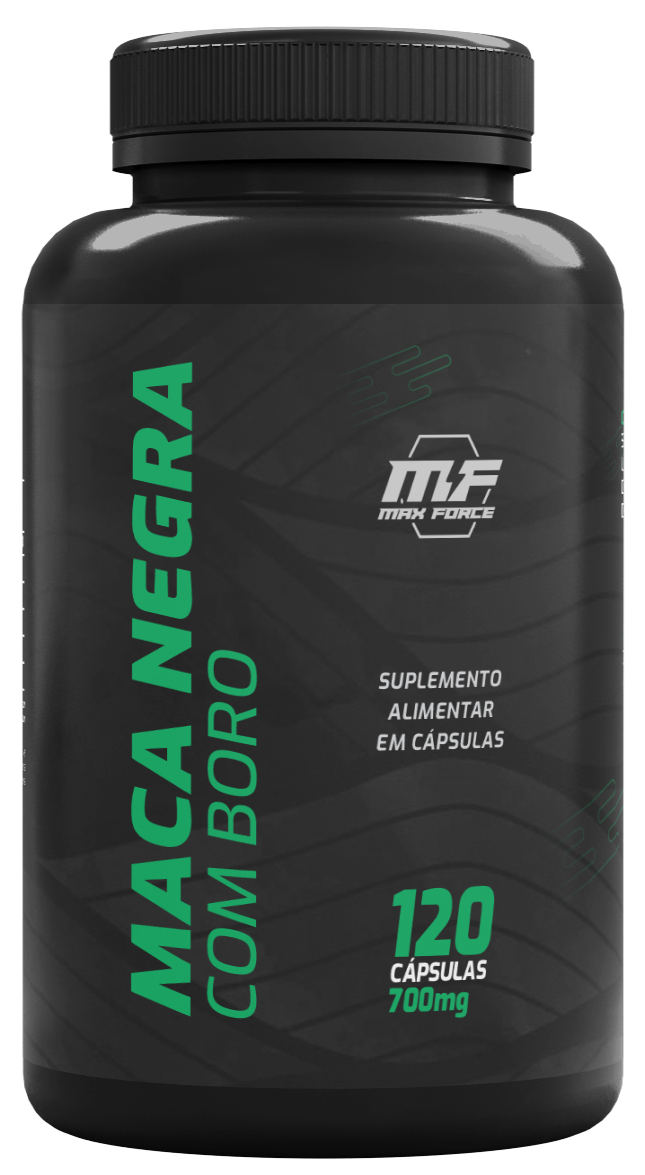 MACA NEGRA
COM BORO
MF
MAX FORCE
SUPLEMENTO
ALIMENTAR
EM CÁPSULAS
120
CÁPSULAS
700mg